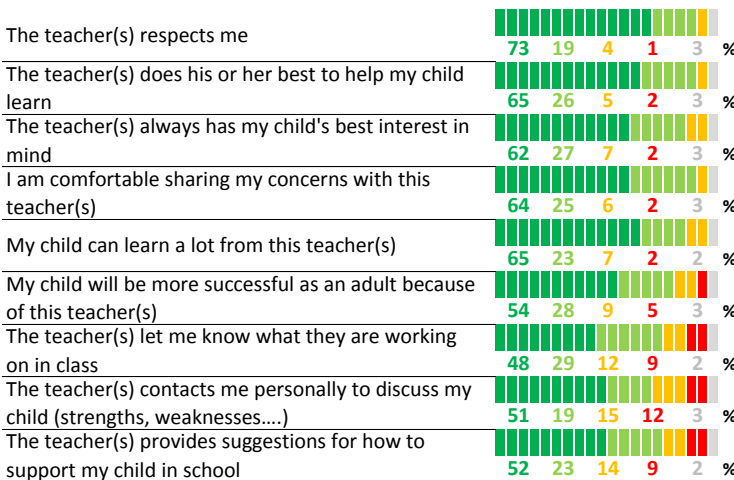 The teacher(s) respects me
73 19 4 1 3 %
The teacher(s) does his or her best to help my child
learn
65 26 5 2 3 %
The teacher(s) always has my child's best interest in
mind
62 27 7 2 3 %
I am comfortable sharing my concerns with this
teacher(s)
64 25 6 2 3 %
My child can learn a lot from this teacher(s)
65 23 7 2 2 %
My child will be more successful as an adult because
of this teacher(s)
54 28 9 5 3 %
The teacher(s) let me know what they are working
on in class
48 29 12 9 2 %
The teacher(s) contacts me personally to discuss my
child (strengths, weaknesses....)
51 19 15 12 3 %
The teacher(s) provides suggestions for how to
support my child in school
52 23 14 9 2 %